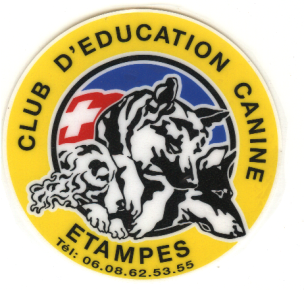 CLUB D'EDUCATION CANINE
ETAMPES
Tél: 06.08.62.53.55